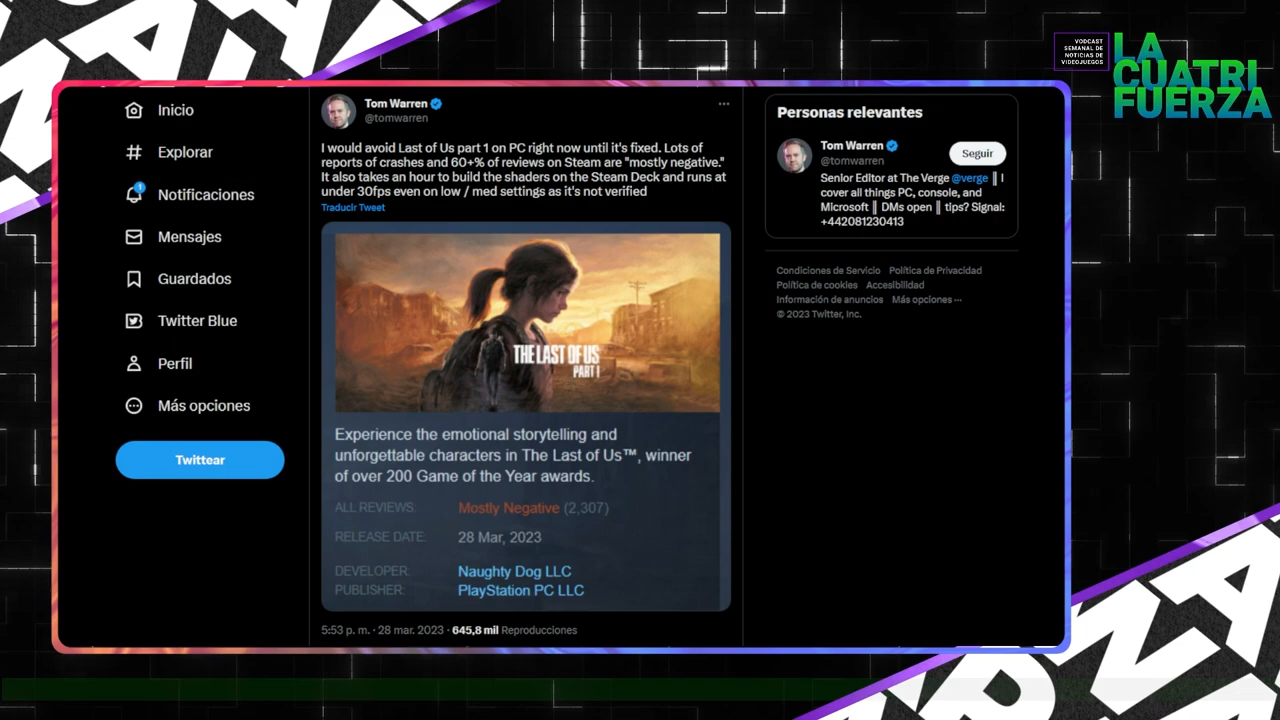 VODCAST
SEMANAL DE
NOTICIAS DE
VIDEOJUEGOS
LA
CUATRI
FUERZA
Inicio
Explorar
1
Notificaciones
Mensajes
Guardados
Twitter Blue
Perfil
Más opciones
Twittear
Tom Warren
@tomwarren
I would avoid Last of Us part 1 on PC right now until it's fixed. Lots of
reports of crashes and 60+% of reviews on Steam are "mostly negative."
It also takes an hour to build the shaders on the Steam Deck and runs at
under 30fps even on low / med settings as it's not verified
Traducir Tweet
THE LAST OF US
PART I
Experience the emotional storytelling and
unforgettable characters in The Last of Us™, winner
of over 200 Game of the Year awards.
ALL REVIEWS: Mostly Negative (2,307)
RELEASE DATE: 28 Mar, 2023
DEVELOPER: Naughty Dog LLC
PUBLISHER: PlayStation PC LLC
5:53 p. m. · 28 mar. 2023 · 645,8 mil Reproducciones
Personas relevantes
Tom Warren
@tomwarren
Seguir
Senior Editor at The Verge @verge || I
cover all things PC, console, and
Microsoft || DMs open || tips? Signal:
+442081230413
Condiciones de Servicio Política de Privacidad
Política de cookies Accesibilidad
Información de anuncios Más opciones ···
© 2023 Twitter, Inc.